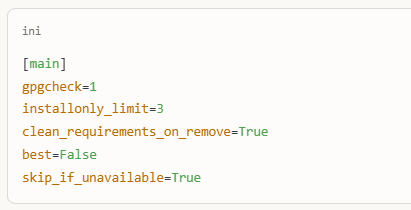 ini
[main]
gpgcheck=1
installonly_limit=3
clean_requirements_on_remove=True
best=False
skip_if_unavailable=True